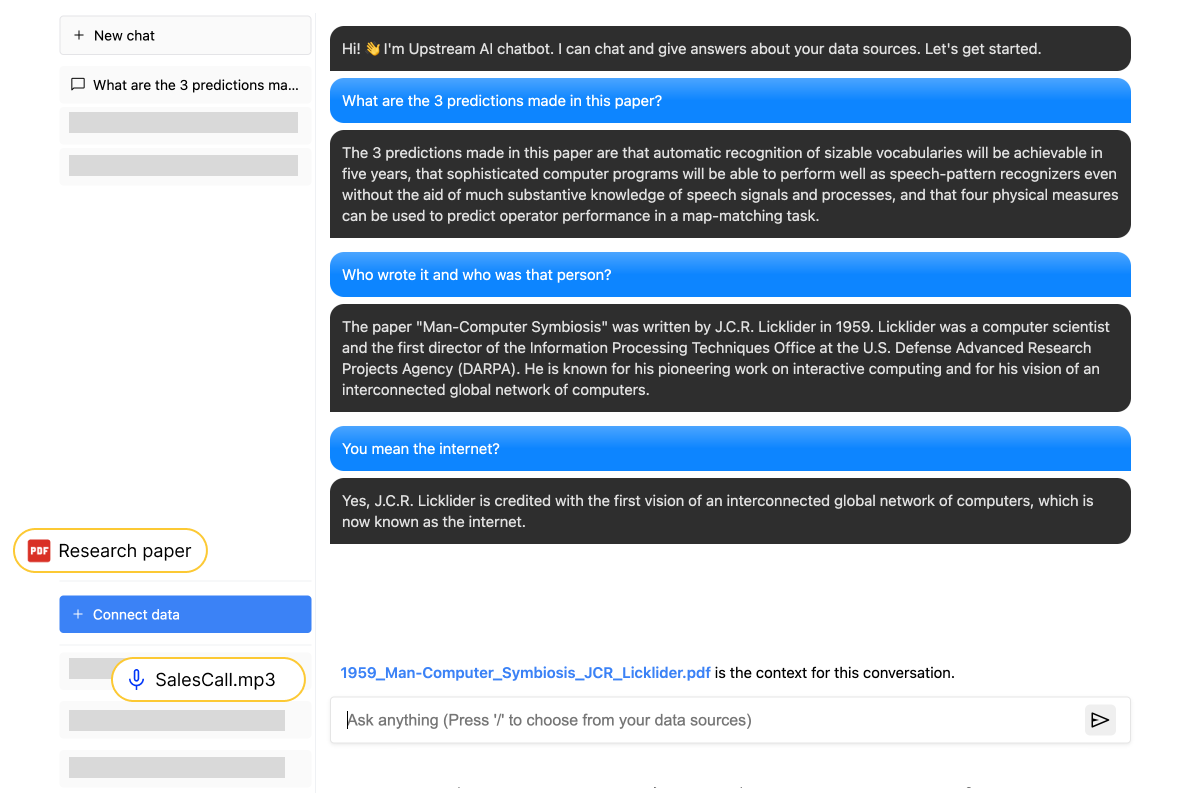 + New chat
What are the 3 predictions ma...
PDF Research paper
+ Connect data
SalesCall.mp3
Hi! 👋 I'm Upstream AI chatbot. I can chat and give answers about your data sources. Let's get started.
What are the 3 predictions made in this paper?
The 3 predictions made in this paper are that automatic recognition of sizable vocabularies will be achievable in
five years, that sophisticated computer programs will be able to perform well as speech-pattern recognizers even
without the aid of much substantive knowledge of speech signals and processes, and that four physical measures
can be used to predict operator performance in a map-matching task.
Who wrote it and who was that person?
The paper "Man-Computer Symbiosis" was written by J.C.R. Licklider in 1959. Licklider was a computer scientist
and the first director of the Information Processing Techniques Office at the U.S. Defense Advanced Research
Projects Agency (DARPA). He is known for his pioneering work on interactive computing and for his vision of an
interconnected global network of computers.
You mean the internet?
Yes, J.C.R. Licklider is credited with the first vision of an interconnected global network of computers, which is
now known as the internet.
1959_Man-Computer_Symbiosis_JCR_Licklider.pdf is the context for this conversation.
Ask anything (Press '/' to choose from your data sources)